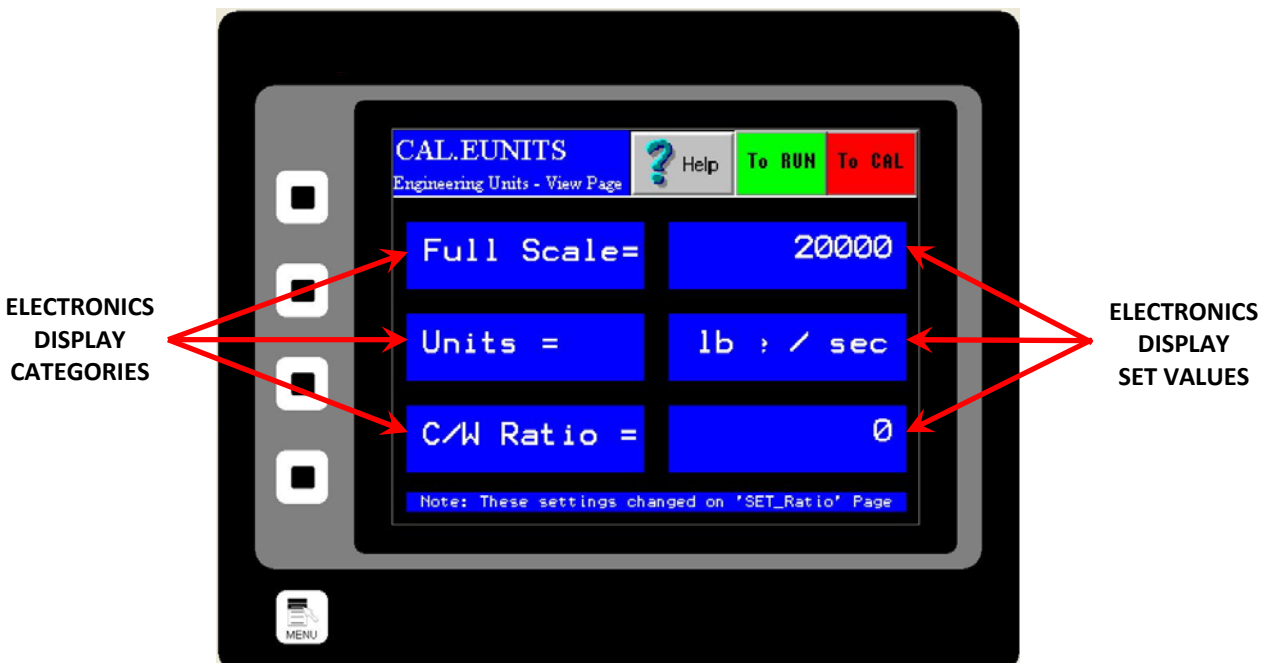 CAL.EUNITS
Engineering Units - View Page
? Help
To RUN
To CAL
Full Scale=
20000
Units =
lb : / sec
C/W Ratio =
0
Note: These settings changed on 'SET_Ratio' Page
ELECTRONICS
DISPLAY
CATEGORIES
ELECTRONICS
DISPLAY
SET VALUES
MENU